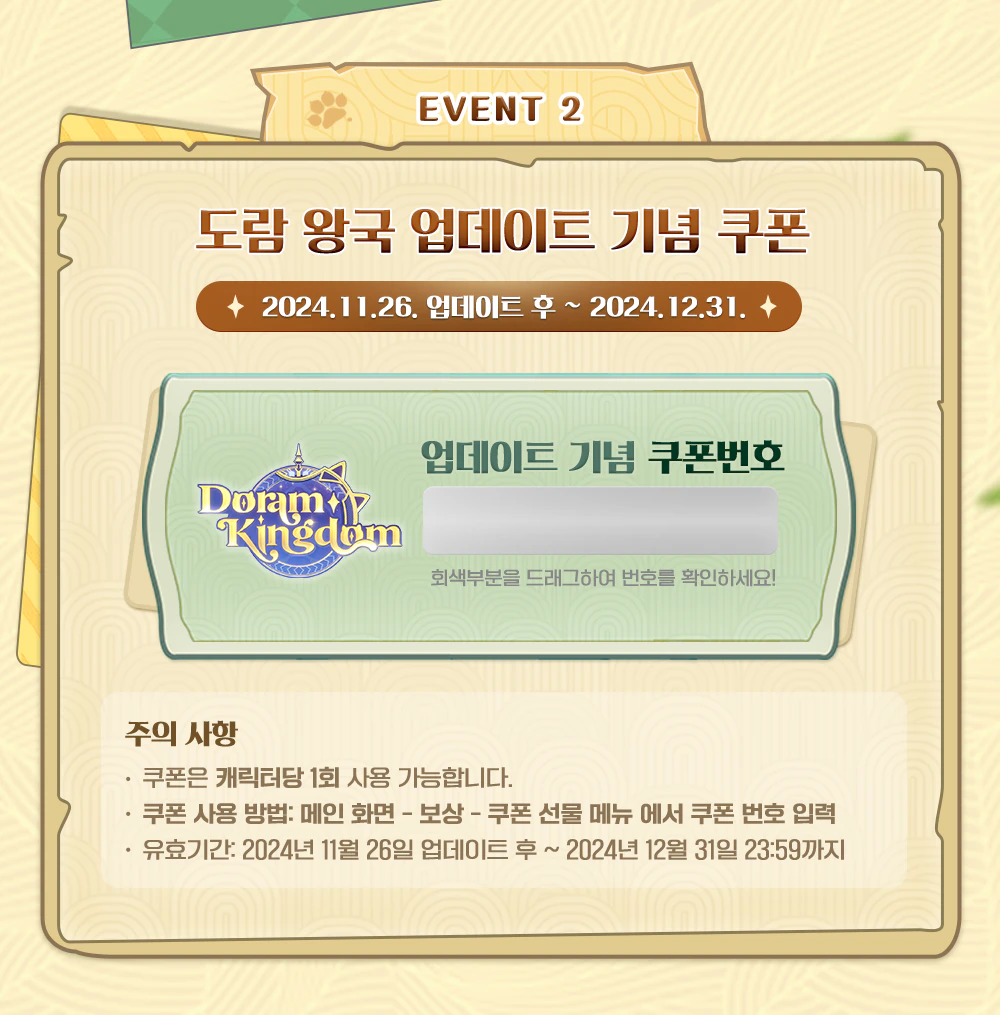 EVENT 2
도람 왕국 업데이트 기념 쿠폰
2024.11.26. 업데이트 후 ~ 2024.12.31.
Doram
Kingdom
업데이트 기념 쿠폰번호
회색부분을 드래그하여 번호를 확인하세요!
주의 사항
· 쿠폰은 캐릭터당 1회 사용 가능합니다.
· 쿠폰 사용 방법: 메인 화면 - 보상 - 쿠폰 선물 메뉴 에서 쿠폰 번호 입력
· 유효기간: 2024년 11월 26일 업데이트 후 ~ 2024년 12월 31일 23:59까지